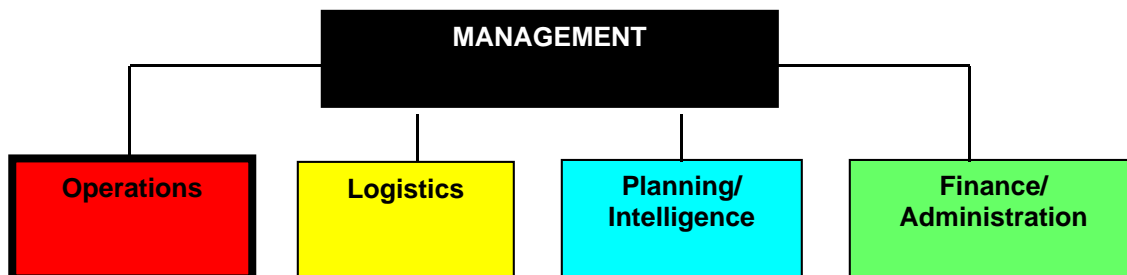 MANAGEMENT
Operations
Logistics
Planning/
Intelligence
Finance/
Administration